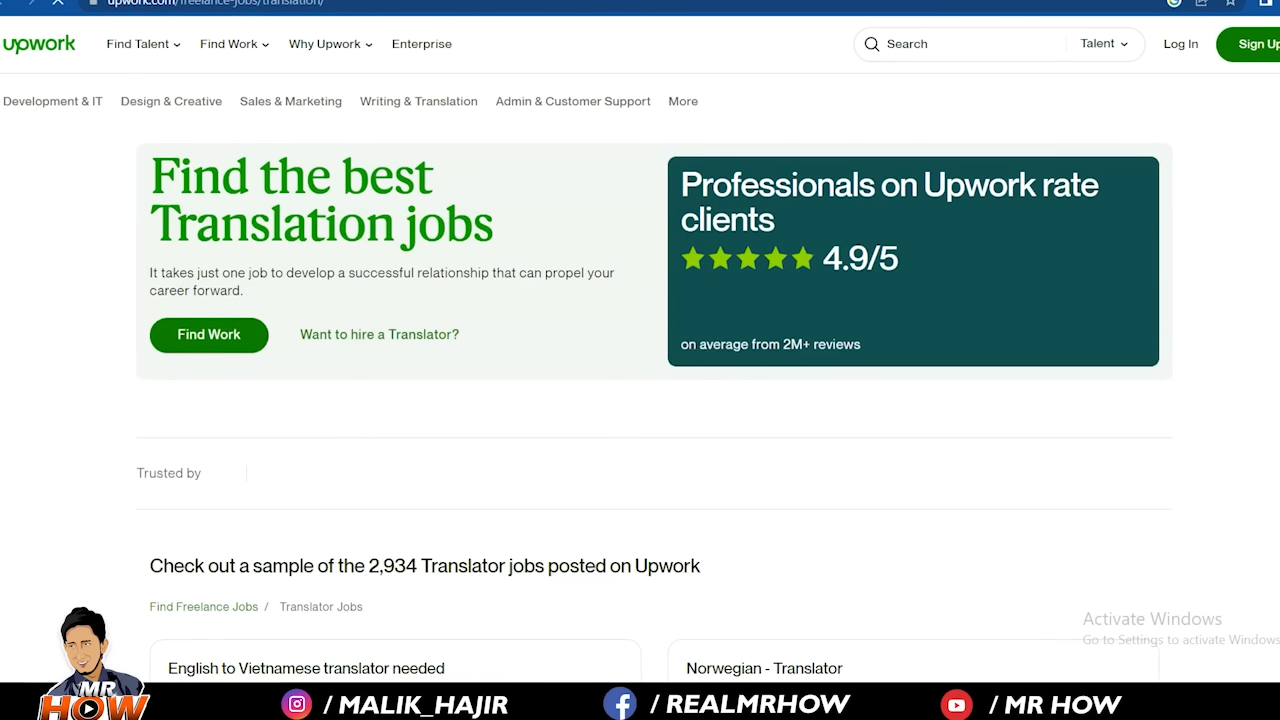 upwork.com/freelance-jobs/translation/
upwork Find Talent Find Work Why Upwork Enterprise Search Talent Log In Sign Up
Development & IT Design & Creative Sales & Marketing Writing & Translation Admin & Customer Support More
Find the best
Translation jobs
It takes just one job to develop a successful relationship that can propel your
career forward.
Find Work Want to hire a Translator?
Professionals on Upwork rate
clients
4.9/5
on average from 2M+ reviews
Trusted by
Check out a sample of the 2,934 Translator jobs posted on Upwork
Find Freelance Jobs / Translator Jobs
Activate Windows
Go to Settings to activate Windows
English to Vietnamese translator needed
Norwegian - Translator
MR
HOW
/ MALIK_HAJIR
/ REALMRHOW
/ MR HOW